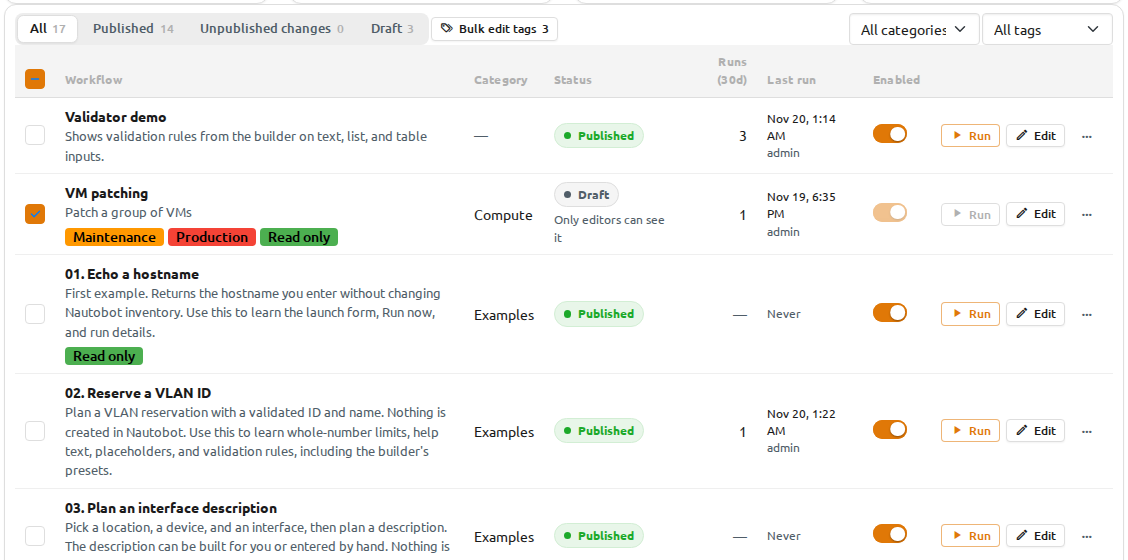 All 17 Published 14 Unpublished changes 0 Draft 3 Bulk edit tags 3 All categories All tags
Workflow Category Status Runs (30d) Last run Enabled
Validator demo
Shows validation rules from the builder on text, list, and table
inputs.
—
Published
3
Nov 20, 1:14
AM
admin
Run Edit ...
VM patching
Patch a group of VMs
Maintenance Production Read only
Compute
Draft
Only editors can see
it
1
Nov 19, 6:35
PM
admin
Run Edit ...
01. Echo a hostname
First example. Returns the hostname you enter without changing
Nautobot inventory. Use this to learn the launch form, Run now,
and run details.
Read only
Examples
Published
—
Never
Run Edit ...
02. Reserve a VLAN ID
Plan a VLAN reservation with a validated ID and name. Nothing is
created in Nautobot. Use this to learn whole-number limits, help
text, placeholders, and validation rules, including the builder's
presets.
Examples
Published
1
Nov 20, 1:22
AM
admin
Run Edit ...
03. Plan an interface description
Pick a location, a device, and an interface, then plan a description.
The description can be built for you or entered by hand. Nothing is
Examples
Published
—
Never
Run Edit ...